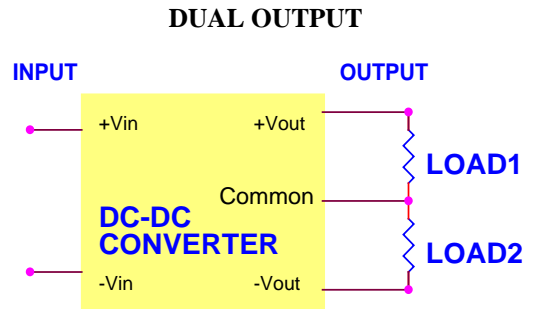 DUAL OUTPUT
INPUT OUTPUT
+Vin +Vout
LOAD1
Common
DC-DC
CONVERTER
LOAD2
-Vin -Vout